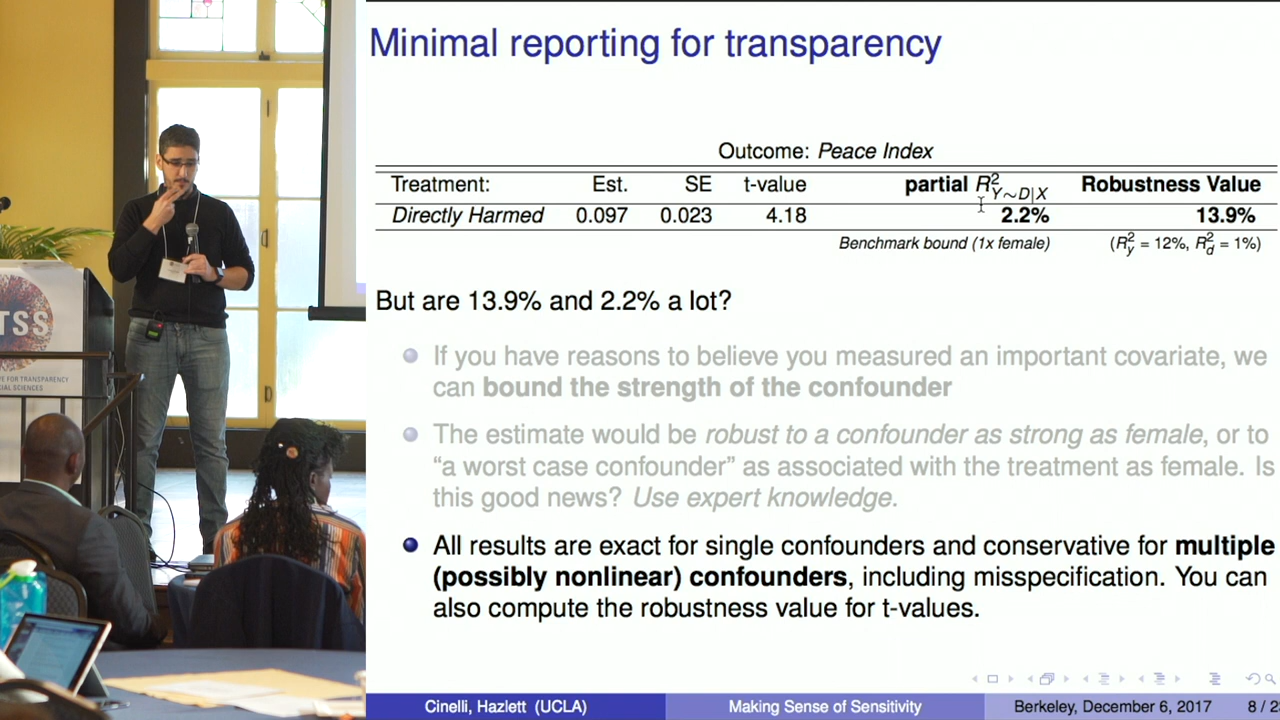 Minimal reporting for transparency
Outcome: Peace Index
Treatment: Est. SE t-value partial R²Y∼D|X Robustness Value
Directly Harmed 0.097 0.023 4.18 2.2% 13.9%
Benchmark bound (1x female) (R²y = 12%, R²d = 1%)
But are 13.9% and 2.2% a lot?
If you have reasons to believe you measured an important covariate, we
can bound the strength of the confounder
The estimate would be robust to a confounder as strong as female, or to
“a worst case confounder” as associated with the treatment as female. Is
this good news? Use expert knowledge.
All results are exact for single confounders and conservative for multiple
(possibly nonlinear) confounders, including misspecification. You can
also compute the robustness value for t-values.
Cinelli, Hazlett (UCLA) Making Sense of Sensitivity Berkeley, December 6, 2017 8 / 2
TSS
E FOR TRANSPARENCY
IAL SCIENCES